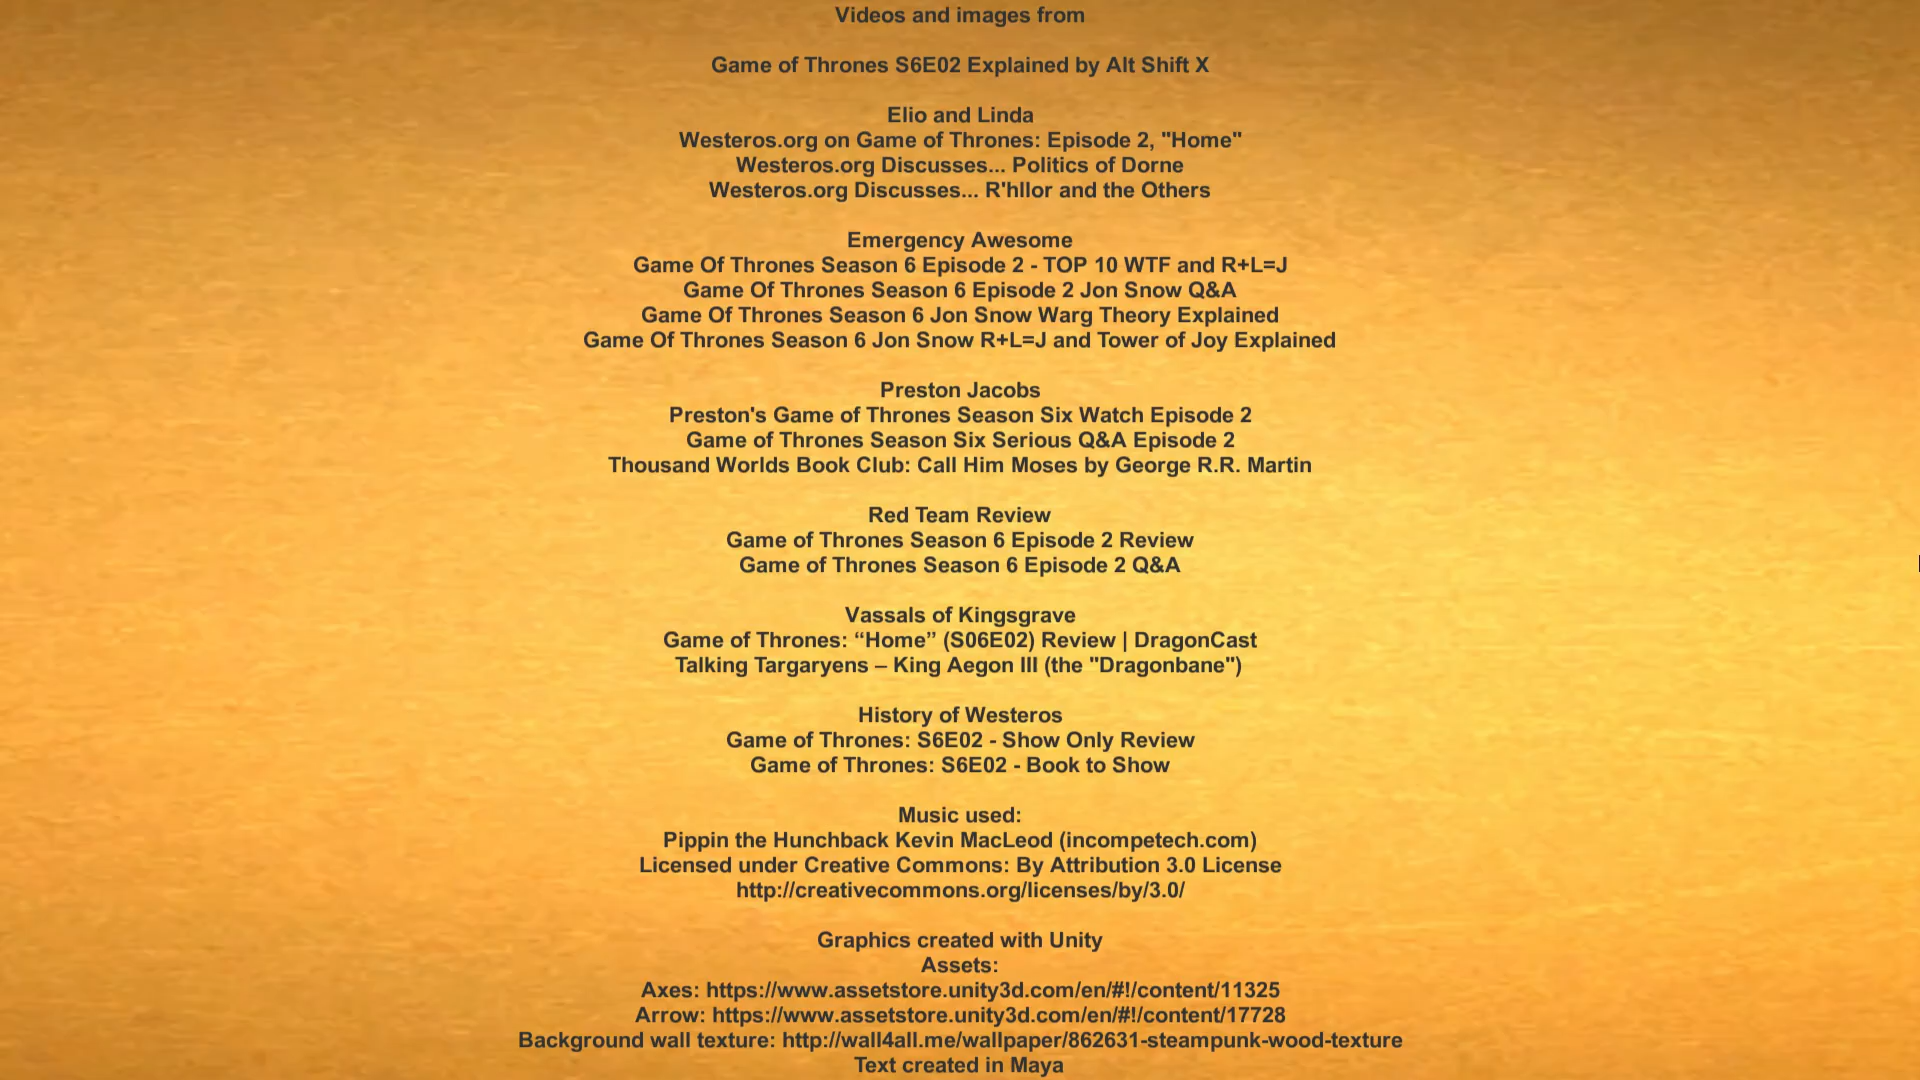 Videos and images from
Game of Thrones S6E02 Explained by Alt Shift X
Elio and Linda
Westeros.org on Game of Thrones: Episode 2, "Home"
Westeros.org Discusses... Politics of Dorne
Westeros.org Discusses... R'hllor and the Others
Emergency Awesome
Game Of Thrones Season 6 Episode 2 - TOP 10 WTF and R+L=J
Game Of Thrones Season 6 Episode 2 Jon Snow Q&A
Game Of Thrones Season 6 Jon Snow Warg Theory Explained
Game Of Thrones Season 6 Jon Snow R+L=J and Tower of Joy Explained
Preston Jacobs
Preston's Game of Thrones Season Six Watch Episode 2
Game of Thrones Season Six Serious Q&A Episode 2
Thousand Worlds Book Club: Call Him Moses by George R.R. Martin
Red Team Review
Game of Thrones Season 6 Episode 2 Review
Game of Thrones Season 6 Episode 2 Q&A
Vassals of Kingsgrave
Game of Thrones: “Home” (S06E02) Review | DragonCast
Talking Targaryens – King Aegon III (the "Dragonbane")
History of Westeros
Game of Thrones: S6E02 - Show Only Review
Game of Thrones: S6E02 - Book to Show
Music used:
Pippin the Hunchback Kevin MacLeod (incompetech.com)
Licensed under Creative Commons: By Attribution 3.0 License
http://creativecommons.org/licenses/by/3.0/
Graphics created with Unity
Assets:
Axes: https://www.assetstore.unity3d.com/en/#!/content/11325
Arrow: https://www.assetstore.unity3d.com/en/#!/content/17728
Background wall texture: http://wall4all.me/wallpaper/862631-steampunk-wood-texture
Text created in Maya